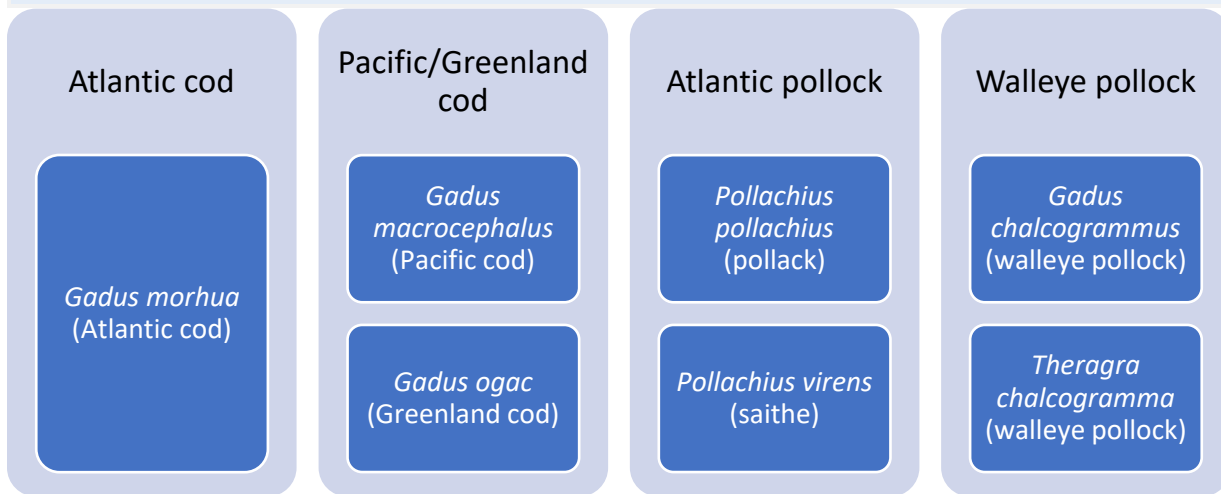 Atlantic cod
Gadus morhua
(Atlantic cod)
Pacific/Greenland
cod
Gadus
macrocephalus
(Pacific cod)
Gadus ogac
(Greenland cod)
Atlantic pollock
Pollachius
pollachius
(pollack)
Pollachius virens
(saithe)
Walleye pollock
Gadus
chalcogrammus
(walleye pollock)
Theragra
chalcogramma
(walleye pollock)